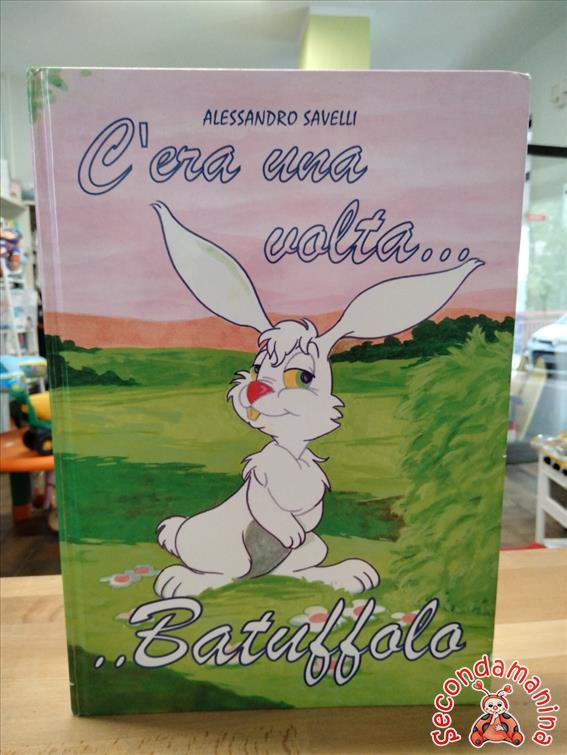 ALESSANDRO SAVELLI
C'era una
volta...
..Batuffolo
Secondamanina